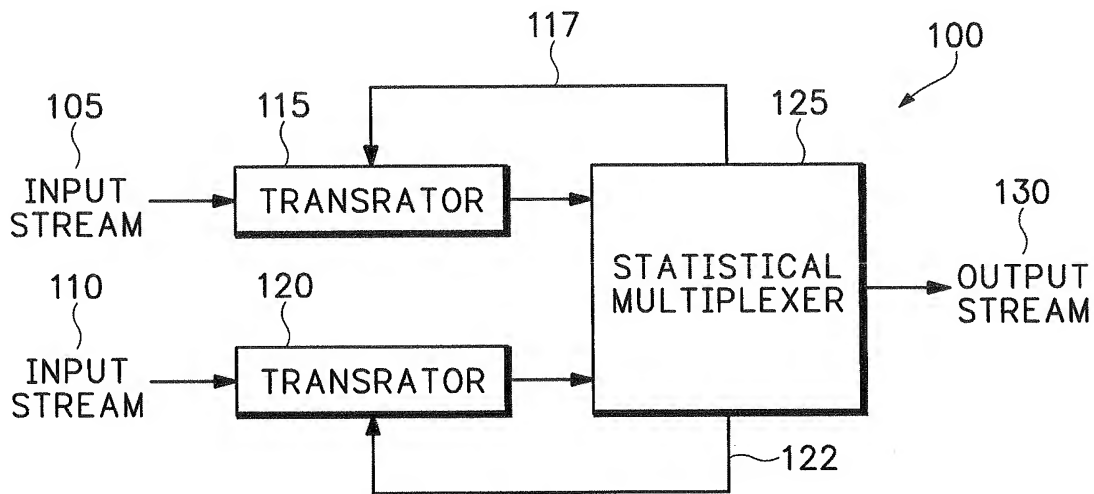 117
100
105
115
125
INPUT
STREAM
TRANSRATOR
130
STATISTICAL
MULTIPLEXER
OUTPUT
STREAM
110
120
INPUT
STREAM
TRANSRATOR
122